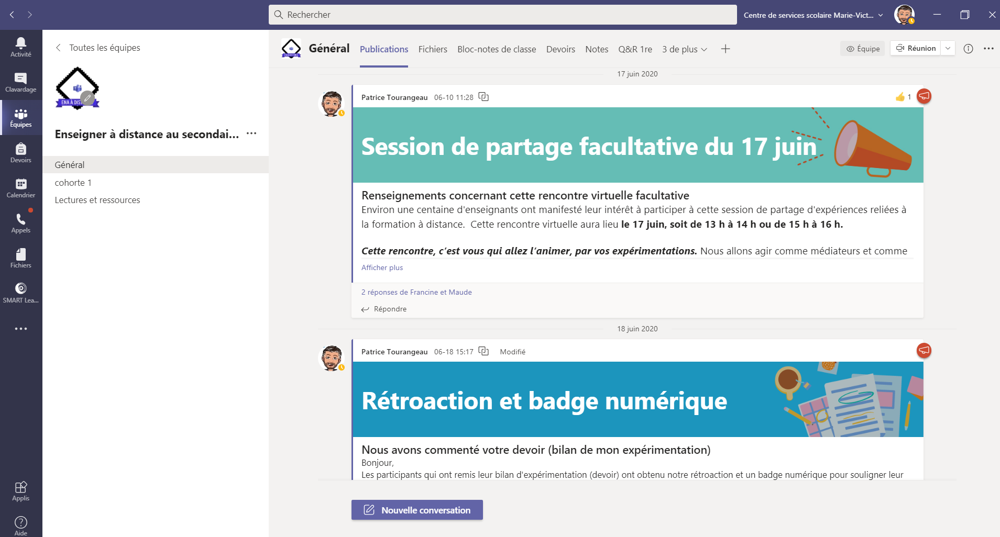 Rechercher
Centre de services scolaire Marie-Vict...
Activité
Clavardage
Équipes
Devoirs
Calendrier
Appels
Fichiers
SMART Lea...
Applis
Aide
Toutes les équipes
ENA À DIS
Enseigner à distance au secondai...
Général
cohorte 1
Lectures et ressources
ENA À DISTANCE
Général Publications Fichiers Bloc-notes de classe Devoirs Notes Q&R 1re 3 de plus
Équipe Réunion
17 juin 2020
Patrice Tourangeau 06-10 11:28 1
Session de partage facultative du 17 juin
Renseignements concernant cette rencontre virtuelle facultative
Environ une centaine d'enseignants ont manifesté leur intérêt à participer à cette session de partage d'expériences reliées à
la formation à distance. Cette rencontre virtuelle aura lieu le 17 juin, soit de 13 h à 14 h ou de 15 h à 16 h.
Cette rencontre, c’est vous qui allez l’animer, par vos expérimentations. Nous allons agir comme médiateurs et comme
Afficher plus
2 réponses de Francine et Maude
Répondre
18 juin 2020
Patrice Tourangeau 06-18 15:17 Modifié
Rétroaction et badge numérique
Nous avons commenté votre devoir (bilan de mon expérimentation)
Bonjour,
Les participants qui ont remis leur bilan d'expérimentation (devoir) ont obtenu notre rétroaction et un badge numérique pour souligner leur
Nouvelle conversation